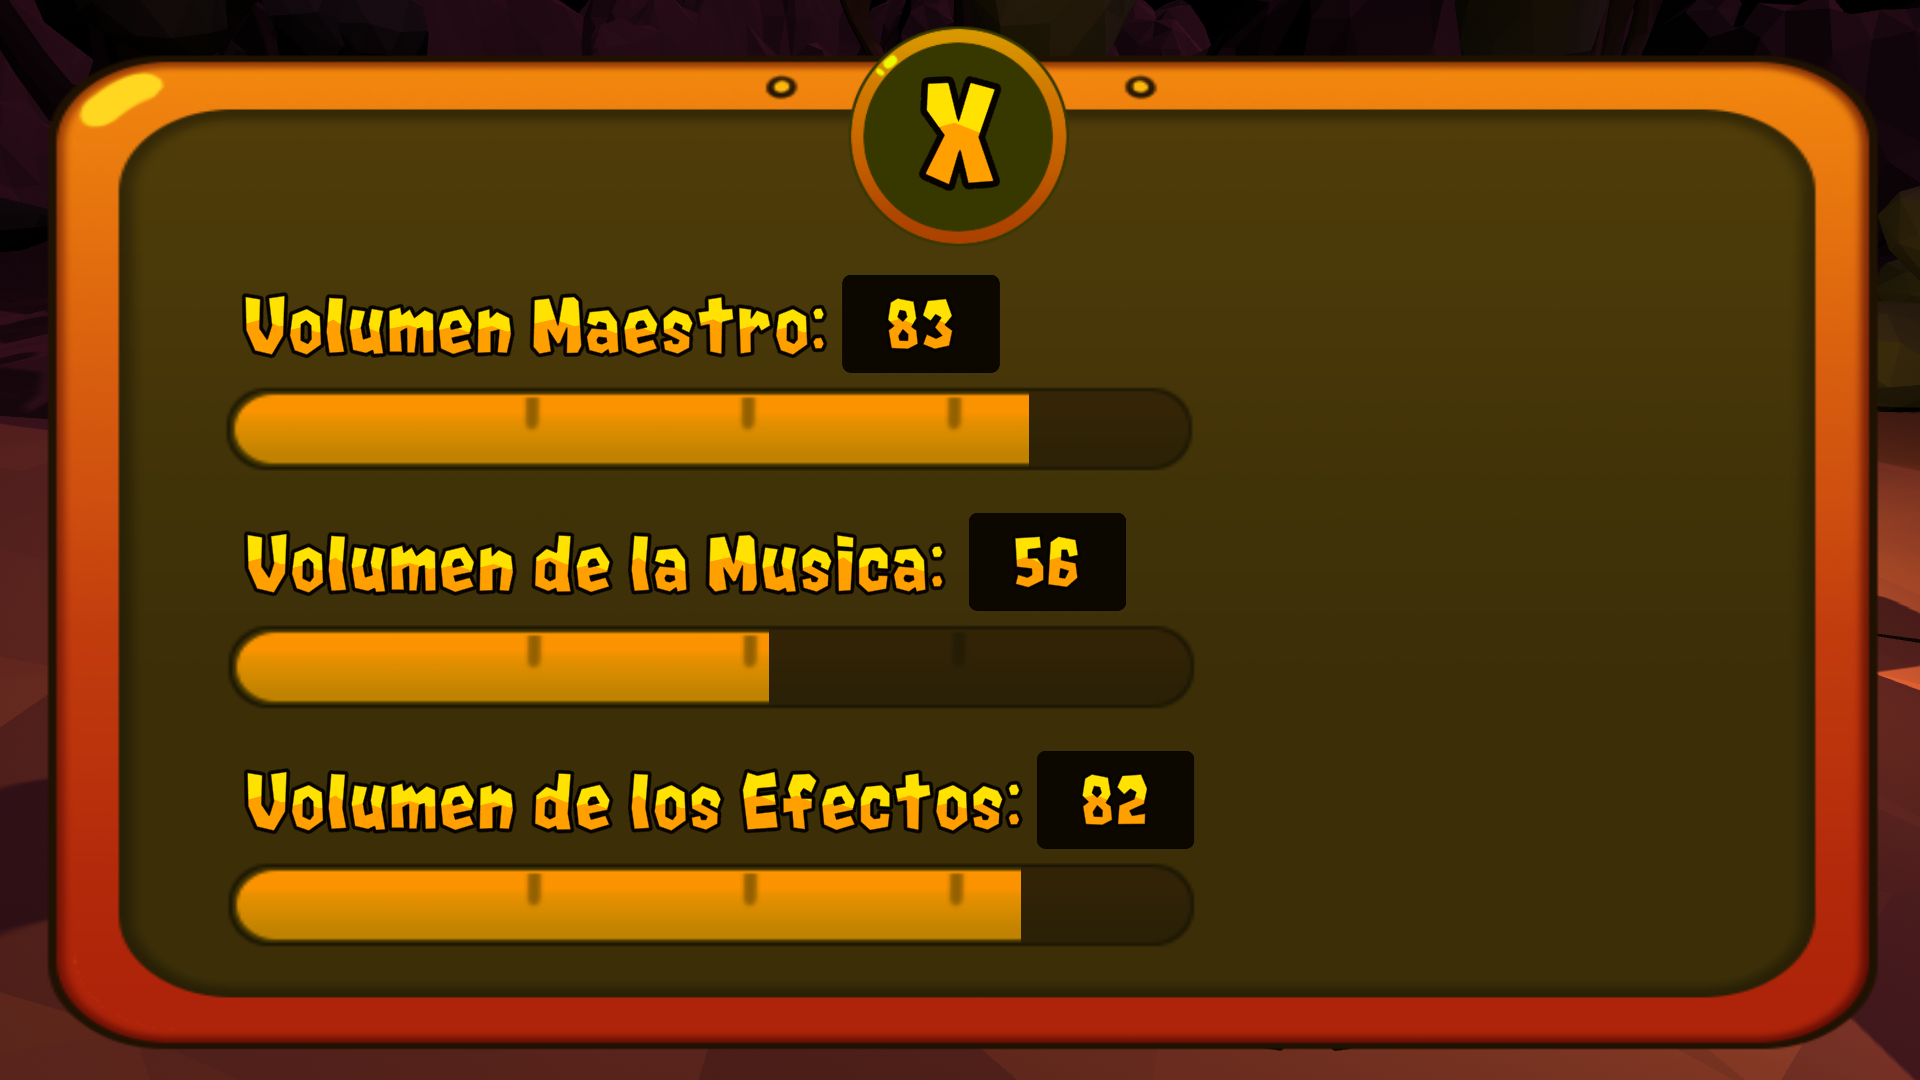 X
Volumen Maestro: 83
Volumen de la Musica: 56
Volumen de los Efectos: 82